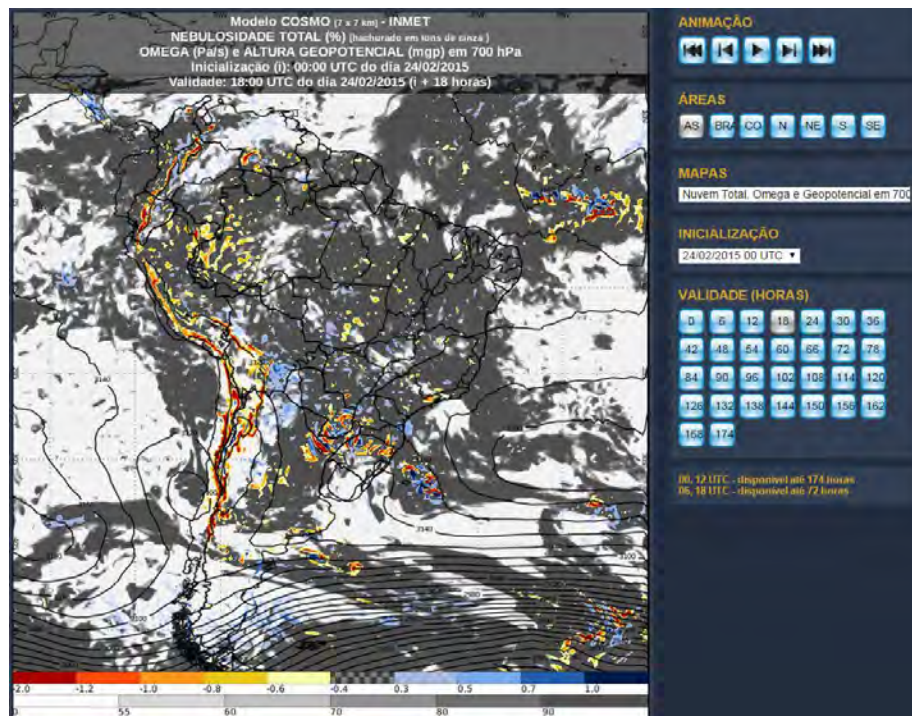 Modelo COSMO (7 x 7 km) - INMET
NEBULOSIDADE TOTAL (%) (hachurado em tons de cinza)
OMEGA (Pa/s) e ALTURA GEOPOTENCIAL (mgp) em 700 hPa
Inicialização (i): 00:00 UTC do dia 24/02/2015
Validade: 18:00 UTC do dia 24/02/2015 (i + 18 horas)
3140
3140
3100
3100
-2.0 -1.2 -1.0 -0.8 -0.6 -0.4 0.3 0.5 0.7 1.0
0 55 60 70 80 90
ANIMAÇÃO
ÁREAS
AS BRA CO N NE S SE
MAPAS
Nuvem Total, Omega e Geopotencial em 700
INICIALIZAÇÃO
24/02/2015 00 UTC
VALIDADE (HORAS)
0 6 12 18 24 30 36
42 48 54 60 66 72 78
84 90 96 102 108 114 120
126 132 138 144 150 156 162
168 174
00, 12 UTC - disponível até 174 horas
06, 18 UTC - disponível até 72 horas